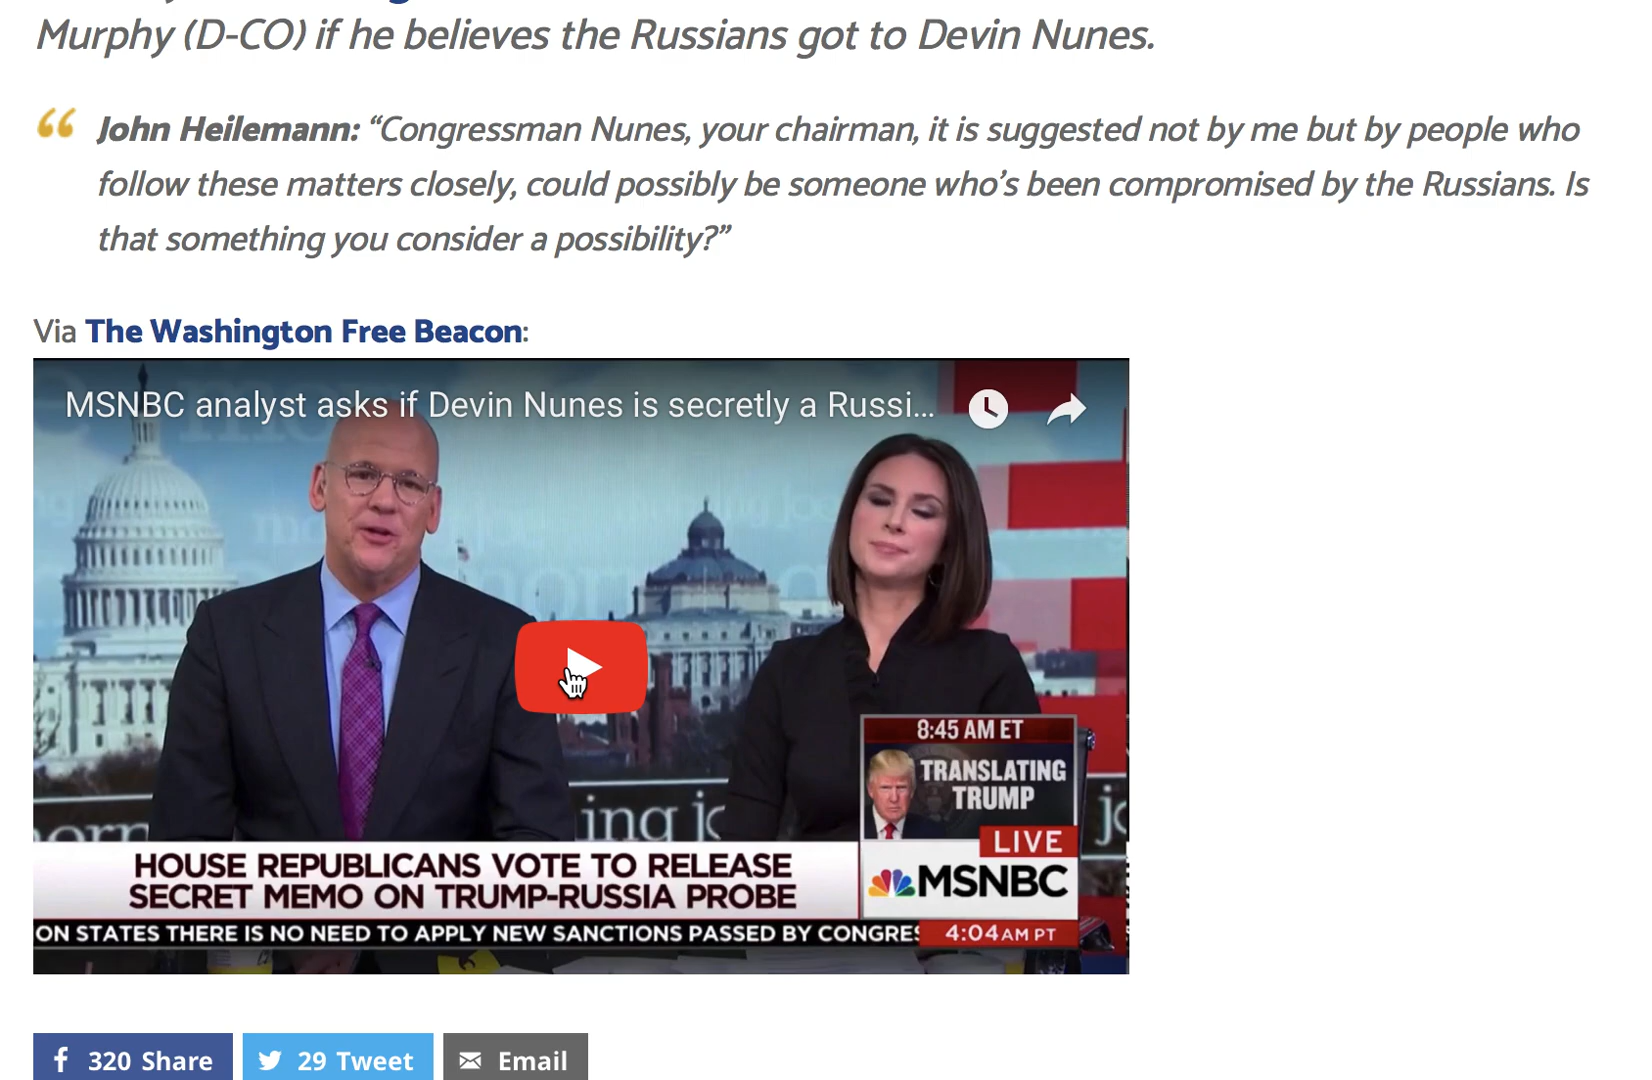 Murphy (D-CO) if he believes the Russians got to Devin Nunes.
“ John Heilemann: “Congressman Nunes, your chairman, it is suggested not by me but by people who
follow these matters closely, could possibly be someone who’s been compromised by the Russians. Is
that something you consider a possibility?”
Via The Washington Free Beacon:
MSNBC analyst asks if Devin Nunes is secretly a Russi...
8:45 AM ET
TRANSLATING
TRUMP
LIVE
MSNBC
HOUSE REPUBLICANS VOTE TO RELEASE
SECRET MEMO ON TRUMP-RUSSIA PROBE
ON STATES THERE IS NO NEED TO APPLY NEW SANCTIONS PASSED BY CONGRES
4:04 AM PT
320 Share
29 Tweet
Email